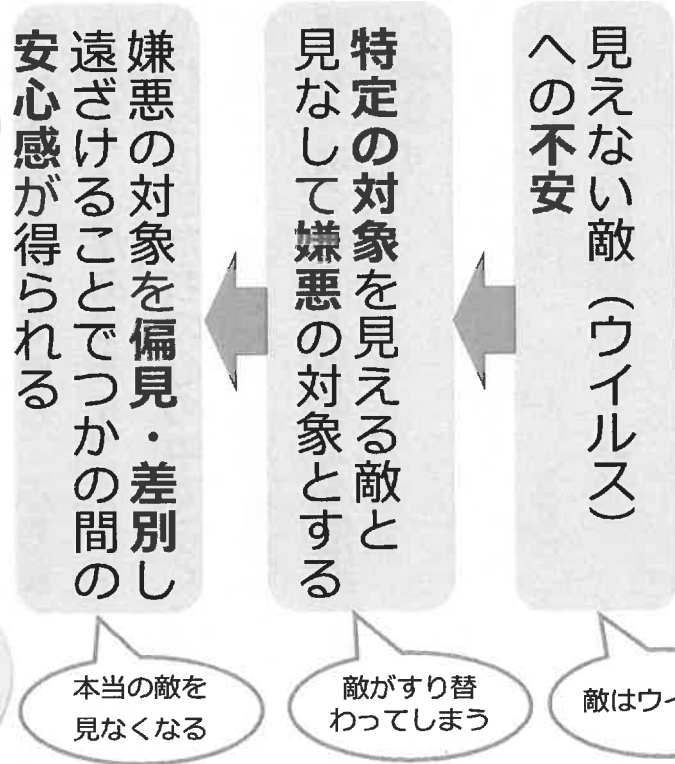 見えない敵（ウイルス）
への不安
特定の対象を見える敵と
見なして嫌悪の対象とする
嫌悪の対象を偏見・差別し
遠ざけることでつかの間の
安心感が得られる
敵はウイ
敵がすり替
わってしまう
本当の敵を
見なくなる